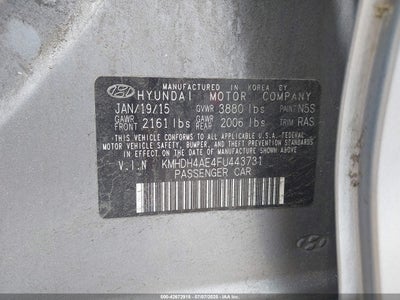 MANUFACTURED IN KOREA BY
HYUNDAI MOTOR COMPANY
JAN/19/15 GVWR 3880 lbs PAINT N5S
GAWR FRONT 2161 lbs GAWR REAR 2006 lbs TRIM RAS
THIS VEHICLE CONFORMS TO ALL APPLICABLE U.S.A. FEDERAL
MOTOR VEHICLE SAFETY, BUMPER, AND THEFT PREVENTION
STANDARDS IN EFFECT ON THE DATE OF MANUFACTURE SHOWN ABOVE.
V.I.N : KMHDH4AE4FU443731
PASSENGER CAR